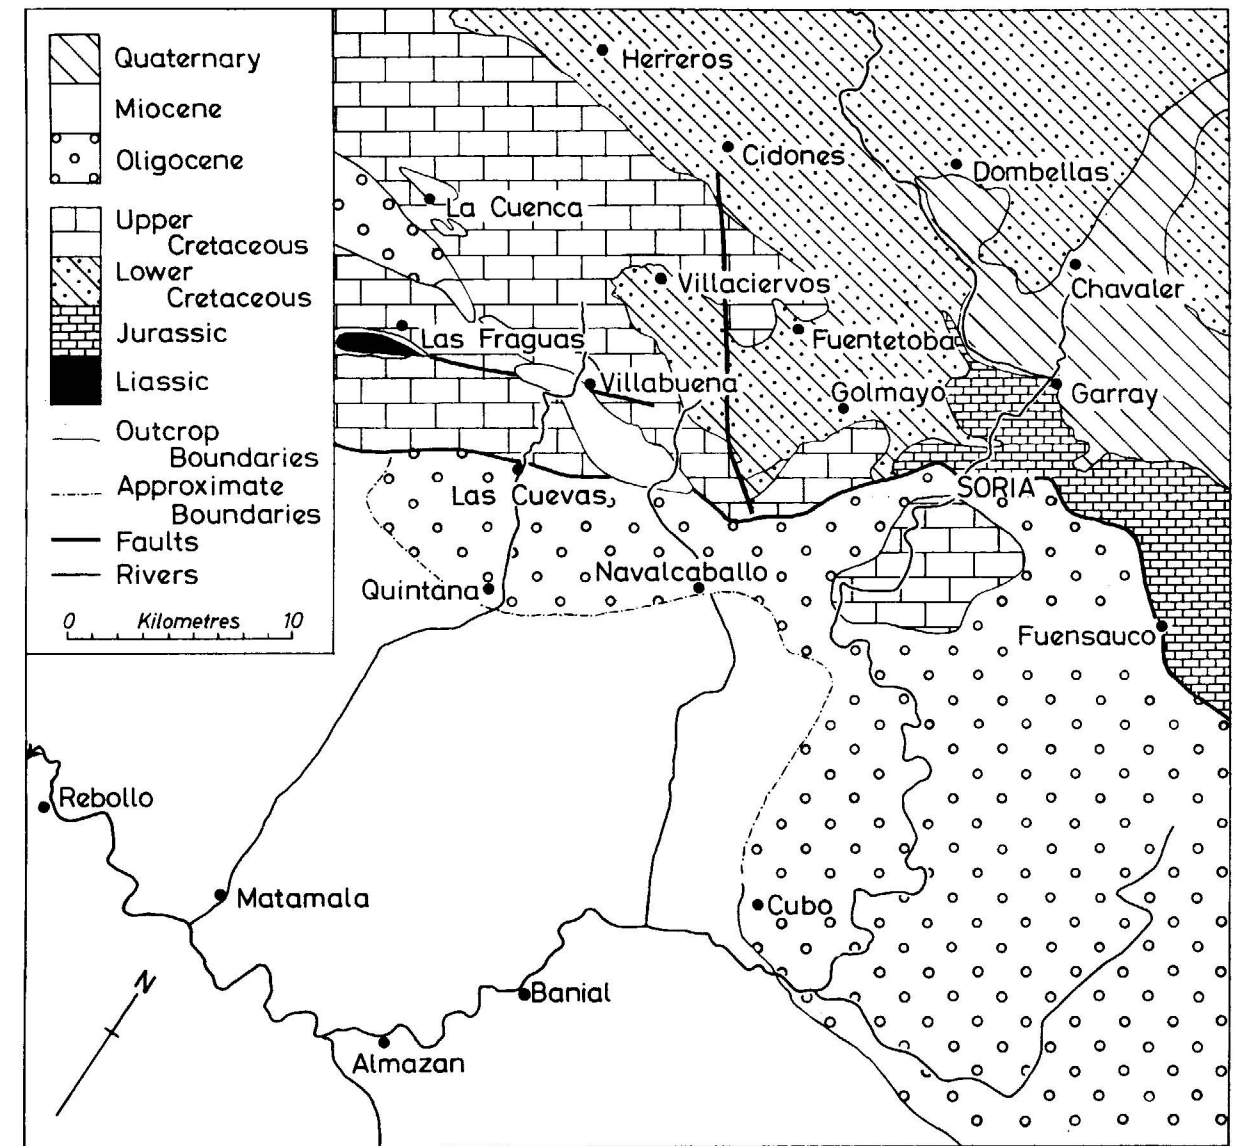 Quaternary
Miocene
Oligocene
Upper
Cretaceous
Lower
Cretaceous
Jurassic
Liassic
Outcrop
Boundaries
Approximate
Boundaries
Faults
Rivers
0 Kilometres 10
Herreros
Cidones
Dombellas
La Cuenca
Chavaler
Villaciervos
Las Fraguas
Fuentetoba
Villabuena
Golmayo
Garray
Las Cuevas
SORIA
Quintana
Navalcaballo
Fuensauco
Rebollo
Matamala
Cubo
N
Banial
Almazan